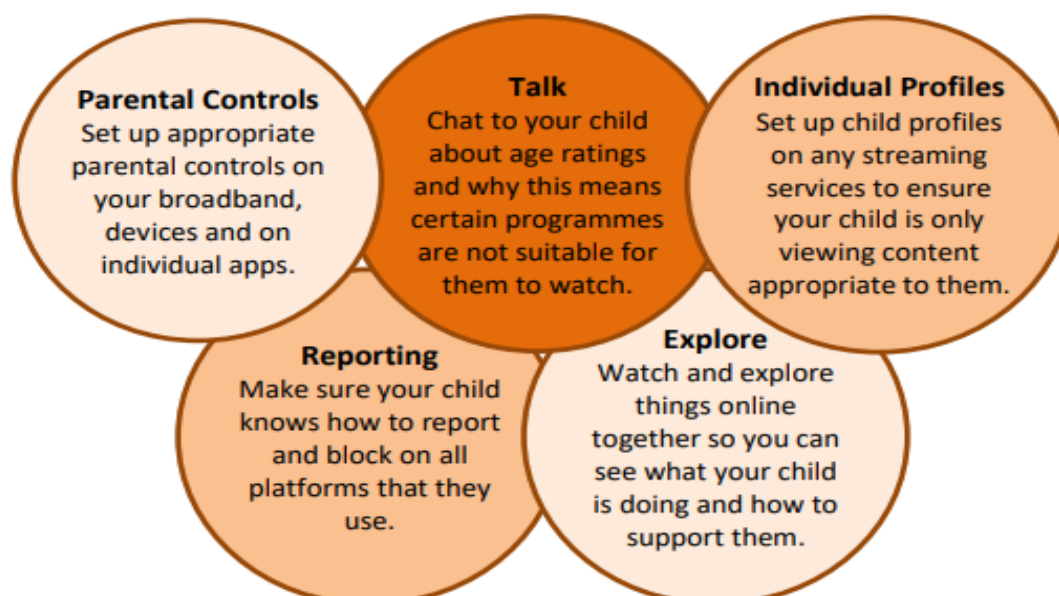 Parental Controls
Set up appropriate
parental controls on
your broadband,
devices and on
individual apps.
Talk
Chat to your child
about age ratings
and why this means
certain programmes
are not suitable for
them to watch.
Individual Profiles
Set up child profiles
on any streaming
services to ensure
your child is only
viewing content
appropriate to them.
Reporting
Make sure your child
knows how to report
and block on all
platforms that they
use.
Explore
Watch and explore
things online
together so you can
see what your child
is doing and how to
support them.